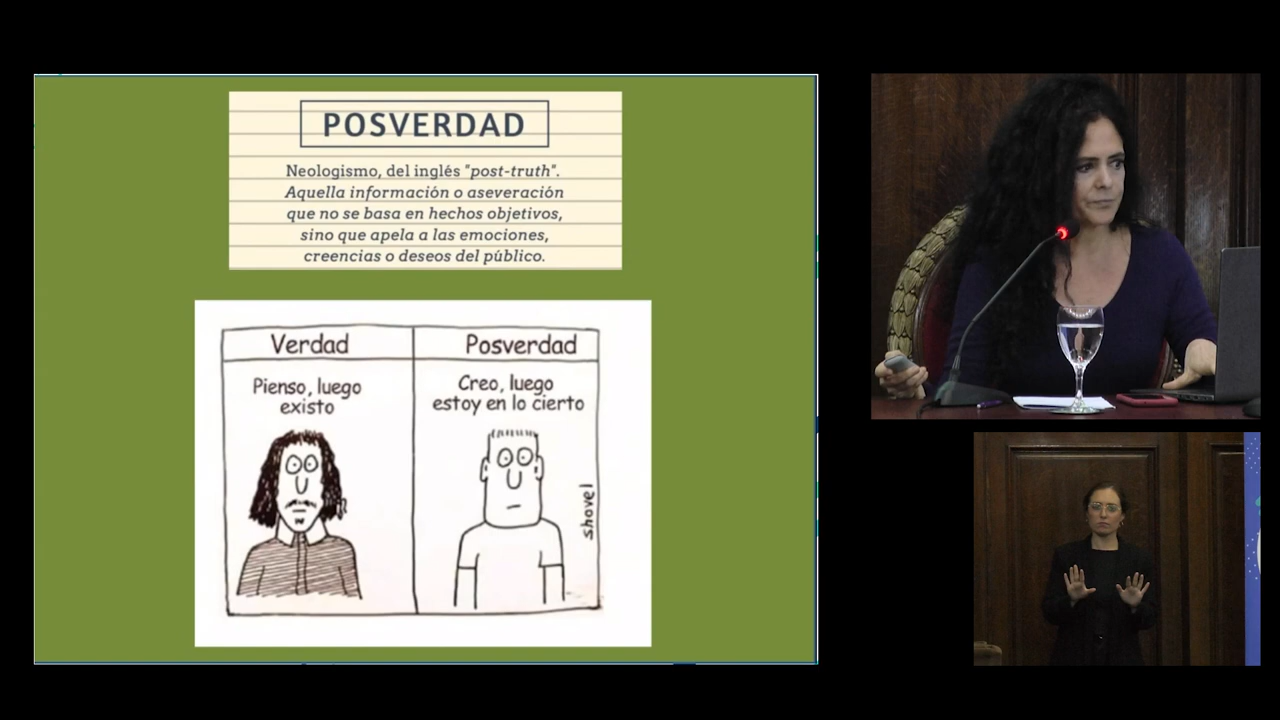 POSVERDAD
Neologismo, del inglés "post-truth".
Aquella información o aseveración
que no se basa en hechos objetivos,
sino que apela a las emociones,
creencias o deseos del público.
Verdad
Pienso, luego
existo
Posverdad
Creo, luego
estoy en lo cierto
shovel